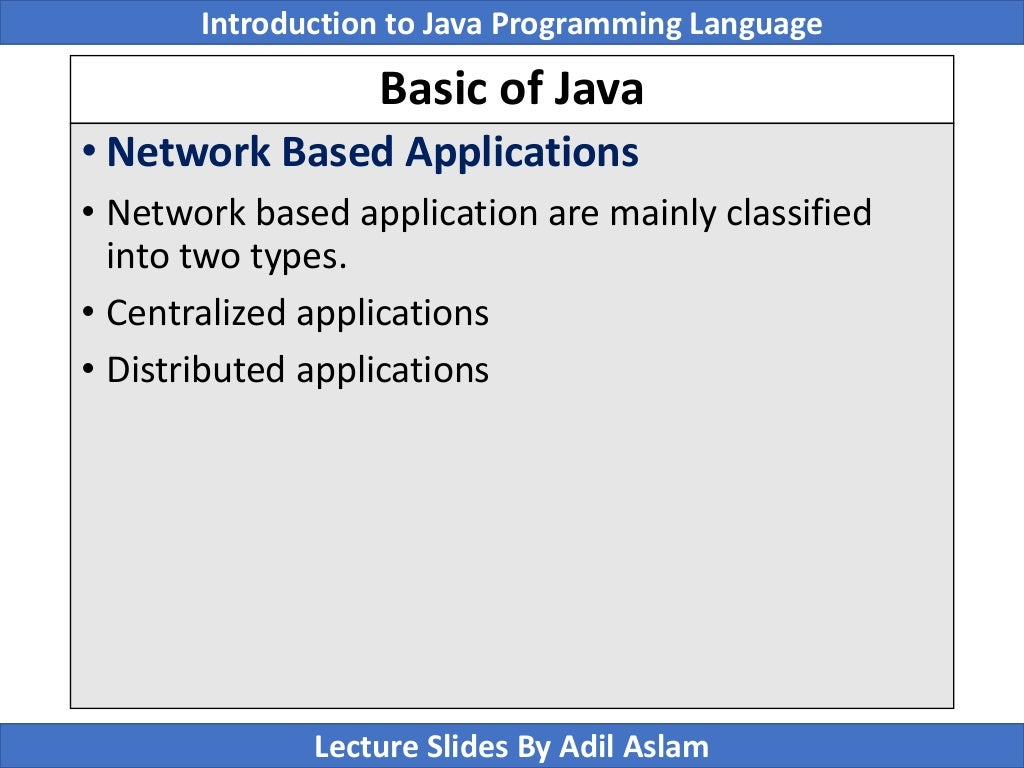 Introduction to Java Programming Language
Basic of Java
• Network Based Applications
• Network based application are mainly classified
into two types.
• Centralized applications
• Distributed applications
Lecture Slides By Adil Aslam